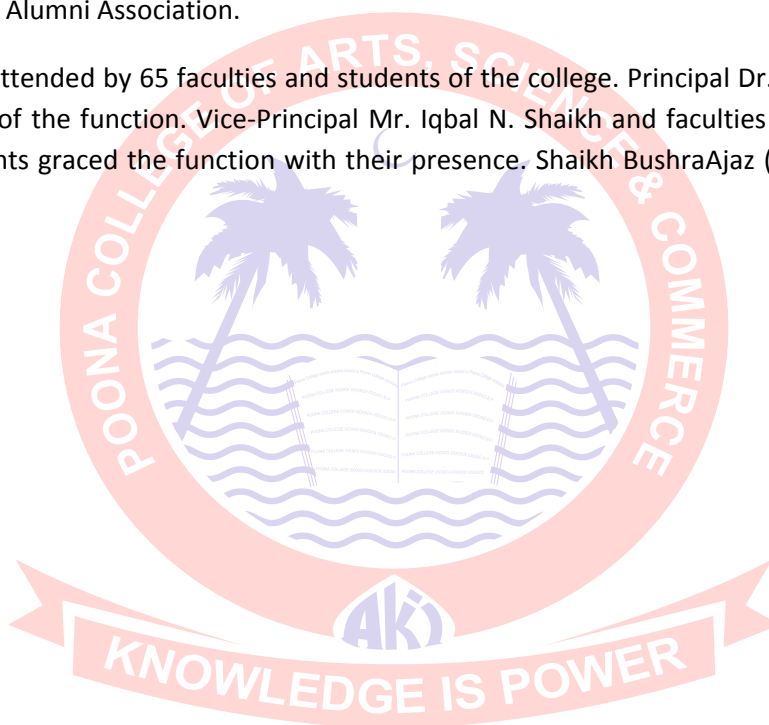 Alumni Association.
ttended by 65 faculties and students of the college. Principal Dr.
of the function. Vice-Principal Mr. Iqbal N. Shaikh and faculties
nts graced the function with their presence. Shaikh BushraAjaz (
POONA COLLEGE OF ARTS, SCIENCE & COMMERCE
AKI
KNOWLEDGE IS POWER